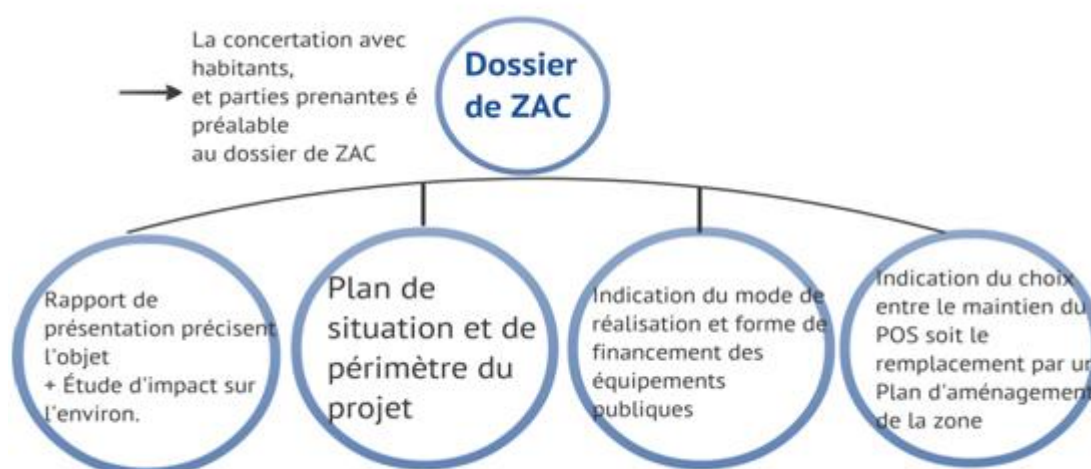 La concertation avec
habitants,
et parties prenantes é
préalable
au dossier de ZAC
Dossier
de ZAC
Rapport de
présentation précisent
l'objet
+ Étude d'impact sur
l'environ.
Plan de
situation et de
périmètre du
projet
Indication du mode de
réalisation et forme de
financement des
équipements
publiques
Indication du choix
entre le maintien du
POS soit le
remplacement par un
Plan d'aménagement
de la zone